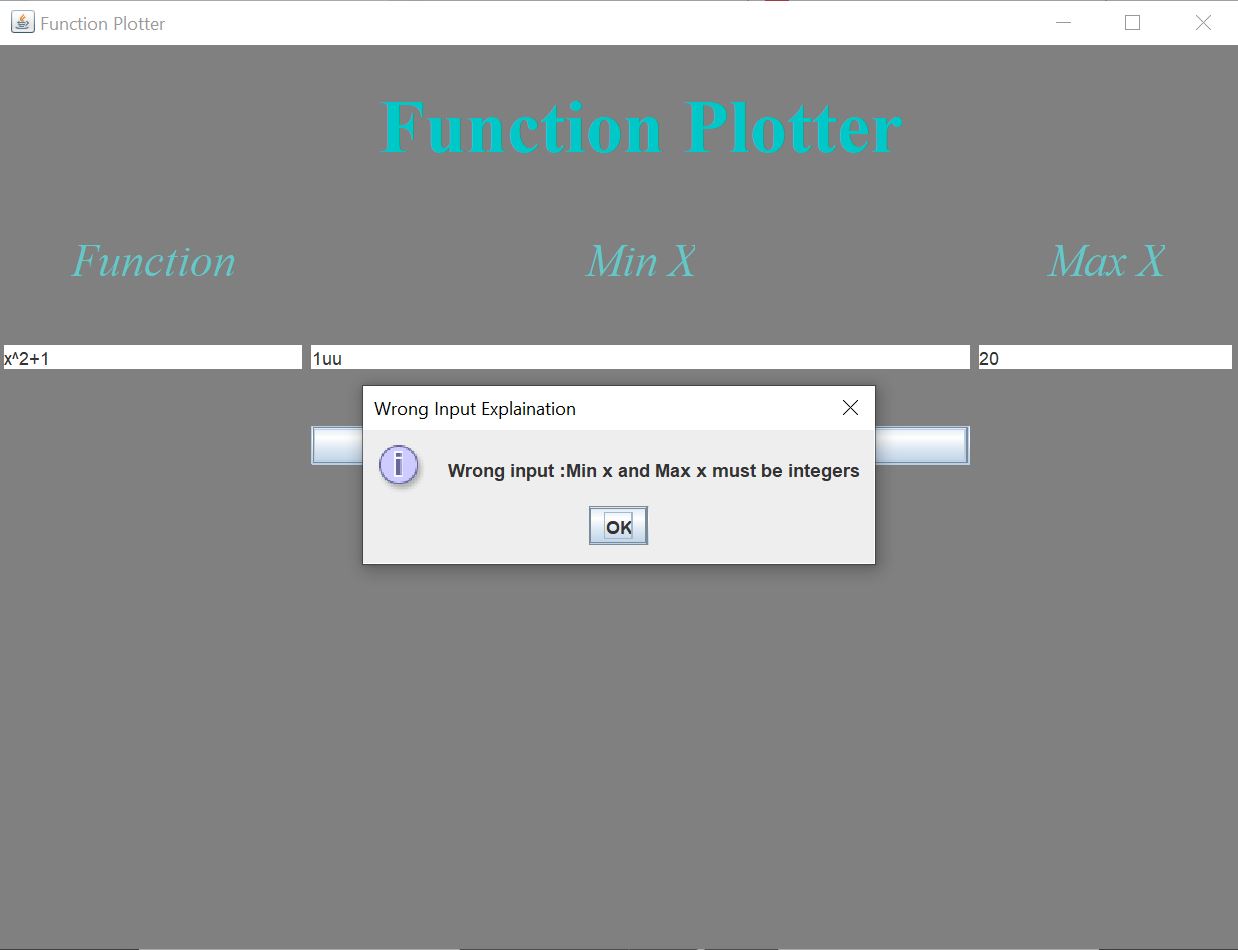 Function Plotter
Function Plotter
Function Min X Max X
x^2+1 1uu 20
Wrong Input Explaination
Wrong input :Min x and Max x must be integers
OK